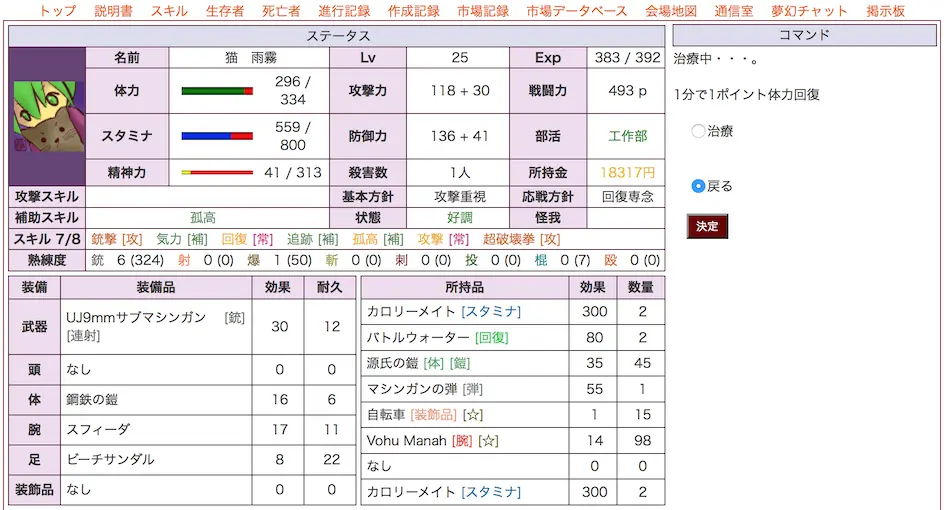 トップ 説明書 スキル 生存者 死亡者 進行記録 作成記録 市場記録 市場データベース 会場地図 通信室 夢幻チャット 掲示板
ステータス
名前 猫 雨霧 Lv 25 Exp 383 / 392
体力 296 / 334 攻撃力 118 + 30 戦闘力 493 p
スタミナ 559 / 800 防御力 136 + 41 部活 工作部
精神力 41 / 313 殺害数 1人 所持金 18317円
攻撃スキル 基本方針 攻撃重視 応戦方針 回復専念
補助スキル 孤高 状態 好調 怪我
スキル 7/8 銃撃 [攻] 気力 [補] 回復 [常] 追跡 [補] 孤高 [補] 攻撃 [常] 超破壊拳 [攻]
熟練度 銃 6 (324) 射 0 (0) 爆 1 (50) 斬 0 (0) 刺 0 (0) 投 0 (0) 棍 0 (7) 殴 0 (0)
装備 装備品 効果 耐久
武器 UJ9mmサブマシンガン [銃] [連射] 30 12
頭 なし 0 0
体 鋼鉄の鎧 16 6
腕 スフィーダ 17 11
足 ビーチサンダル 8 22
装飾品 なし 0 0
所持品 効果 数量
カロリーメイト [スタミナ] 300 2
バトルウォーター [回復] 80 2
源氏の鎧 [体] [鎧] 35 45
マシンガンの弾 [弾] 55 1
自転車 [装飾品] [☆] 1 15
Vohu Manah [腕] [☆] 14 98
なし 0 0
カロリーメイト [スタミナ] 300 2
コマンド
治療中・・・。
1分で1ポイント体力回復
治療
戻る
決定